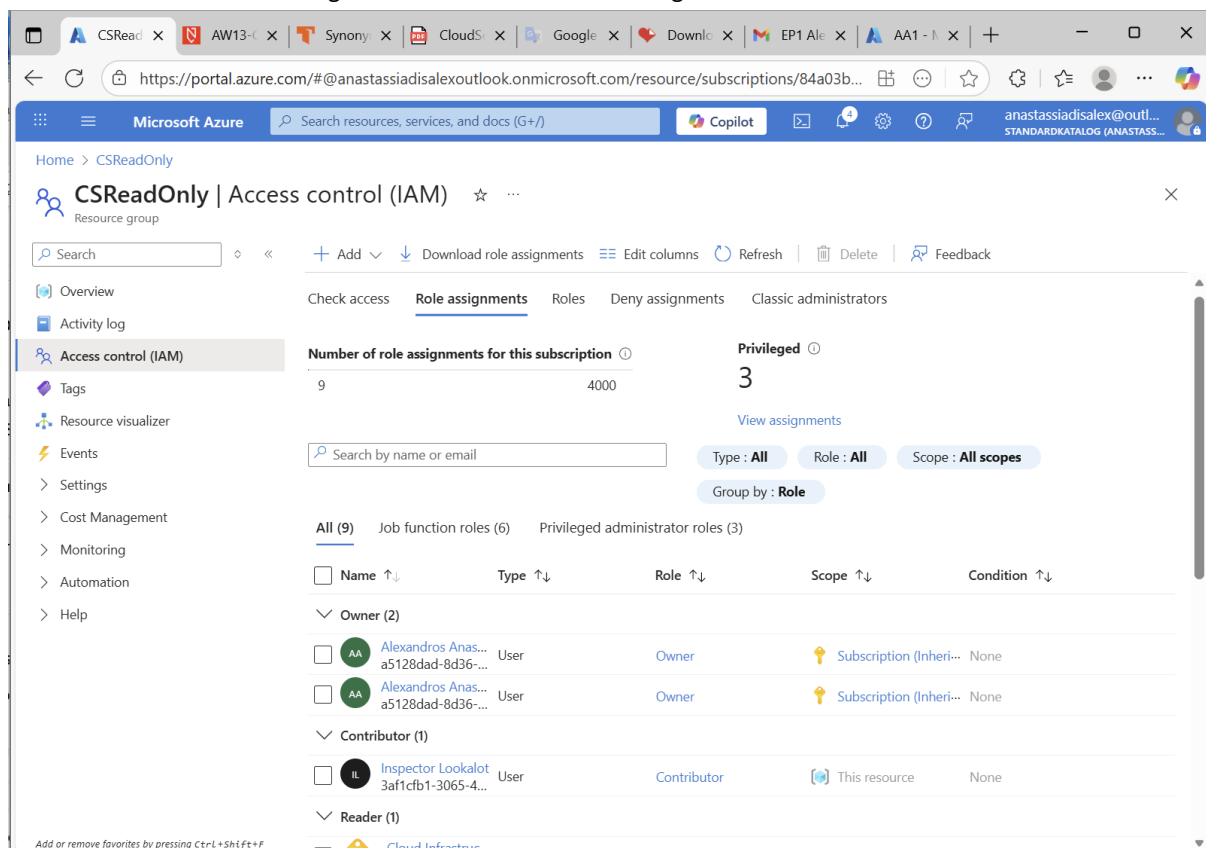 CSRead
AW13-C
Synony
CloudS
Google
Downlo
EP1 Ale
AA1 - N
https://portal.azure.com/#@anastassiadisalexoutlook.onmicrosoft.com/resource/subscriptions/84a03b...
Microsoft Azure
Search resources, services, and docs (G+/)
Copilot
4
anastassiadisalex@outl...
STANDARDKATALOG (ANASTASS...
Home > CSReadOnly
CSReadOnly | Access control (IAM)
Resource group
Search
Add
Download role assignments
Edit columns
Refresh
Delete
Feedback
Overview
Activity log
Access control (IAM)
Tags
Resource visualizer
Events
Settings
Cost Management
Monitoring
Automation
Help
Add or remove favorites by pressing Ctrl+Shift+F
Check access
Role assignments
Roles
Deny assignments
Classic administrators
Number of role assignments for this subscription
9 4000
Privileged
3
View assignments
Search by name or email
Type : All
Role : All
Scope : All scopes
Group by : Role
All (9)
Job function roles (6)
Privileged administrator roles (3)
Name Type Role Scope Condition
Owner (2)
AA Alexandros Anas... User Owner Subscription (Inheri... None
a5128dad-8d36-...
AA Alexandros Anas... User Owner Subscription (Inheri... None
a5128dad-8d36-...
Contributor (1)
IL Inspector Lookalot User Contributor This resource None
3af1cfb1-3065-4...
Reader (1)
Cloud Infrastruc